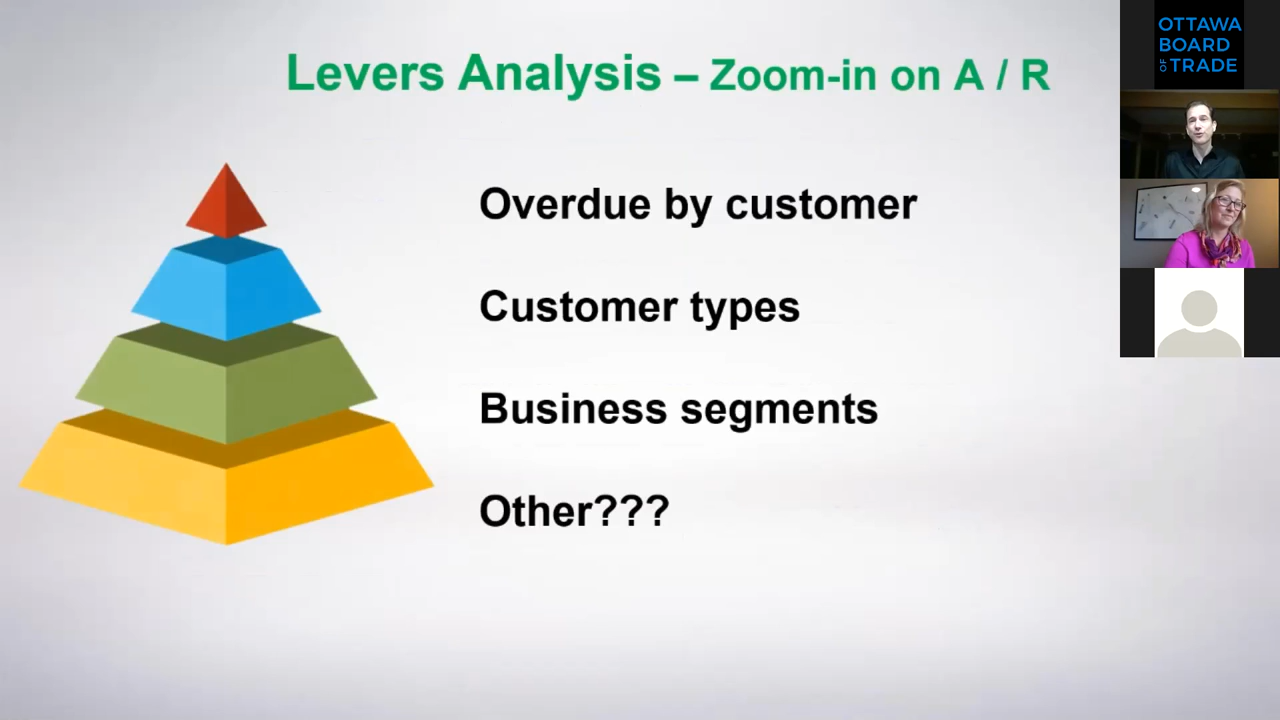 Levers Analysis – Zoom-in on A / R
Overdue by customer
Customer types
Business segments
Other???
OTTAWA
BOARD
OF TRADE